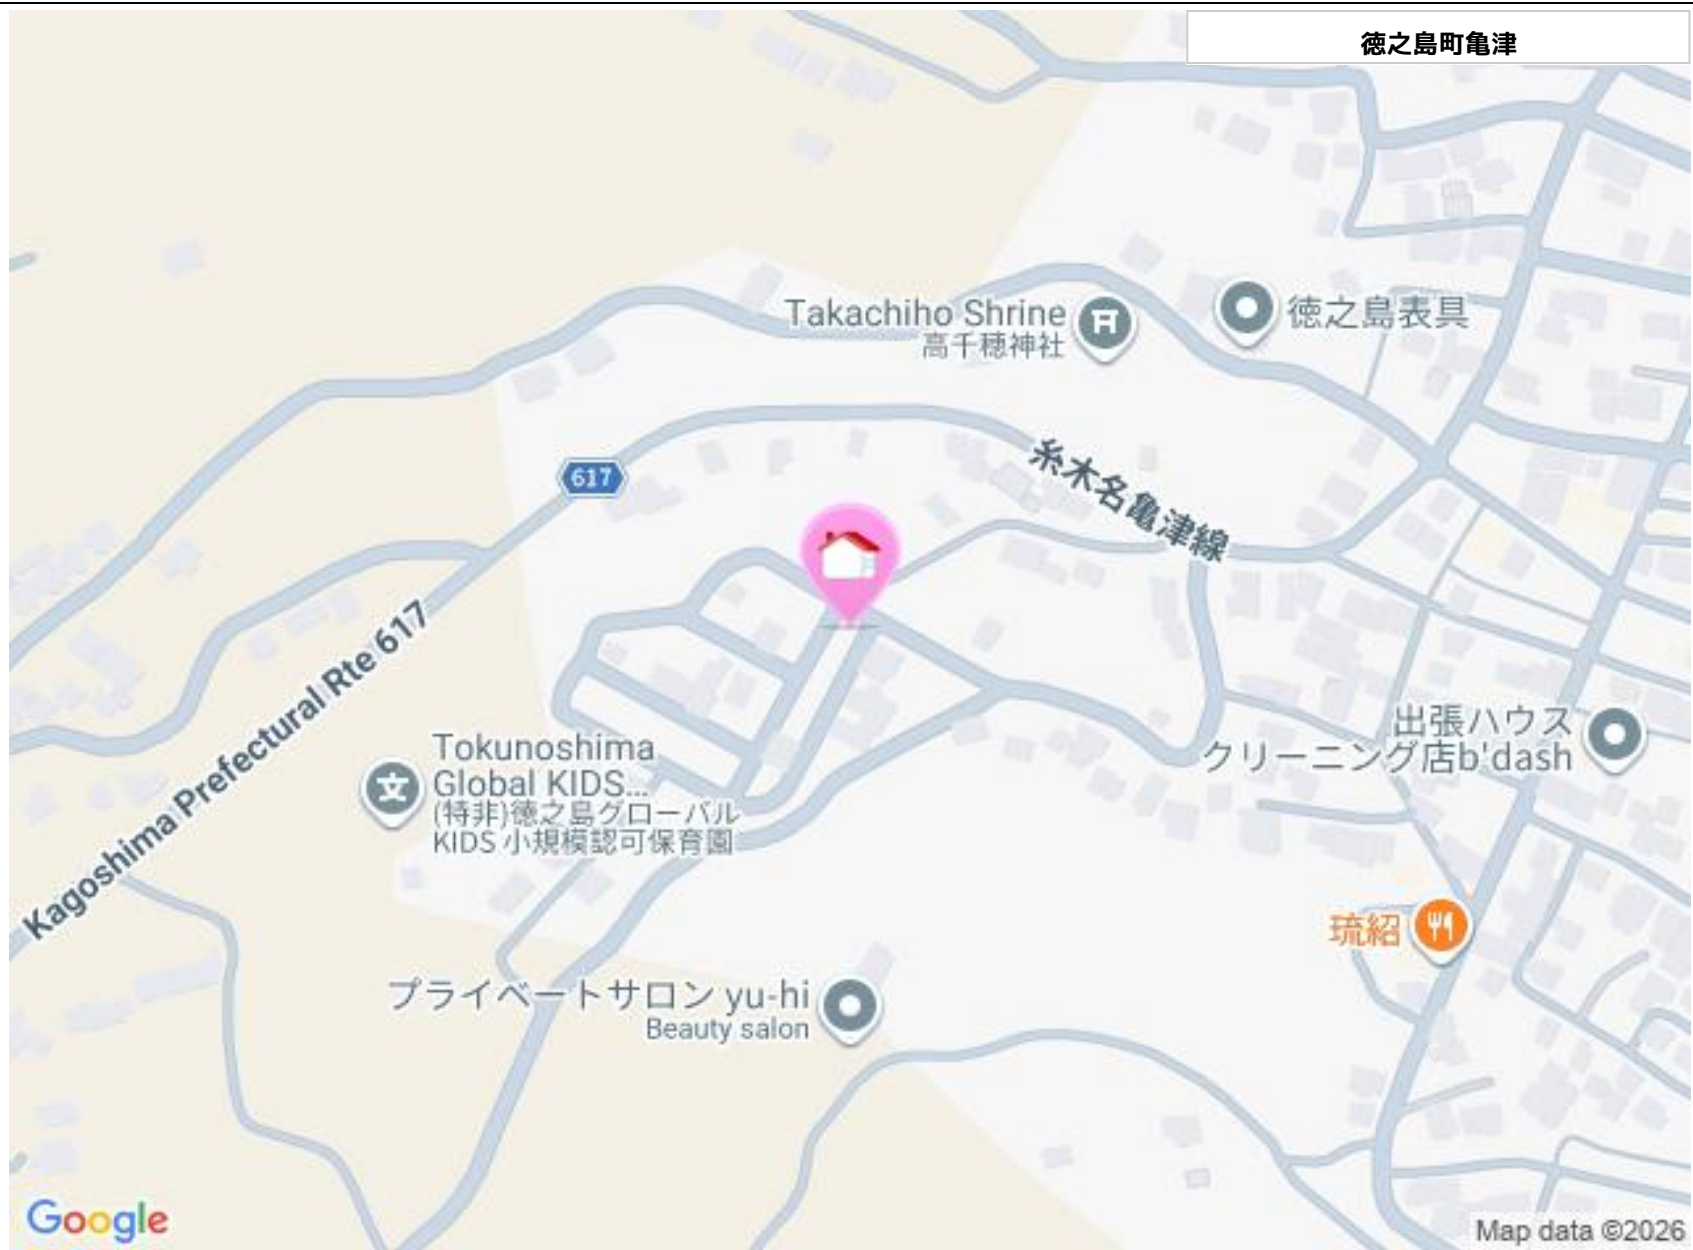 徳之島町亀津
Takachiho Shrine
高千穂神社
徳之島表具
糸木名亀津線
617
Kagoshima Prefectural Rte 617
Tokunoshima
Global KIDS...
(特非)徳之島グローバル
KIDS 小規模認可保育園
出張ハウス
クリーニング店b'dash
琉紹
プライベートサロン yu-hi
Beauty salon
Google
Map data ©2026